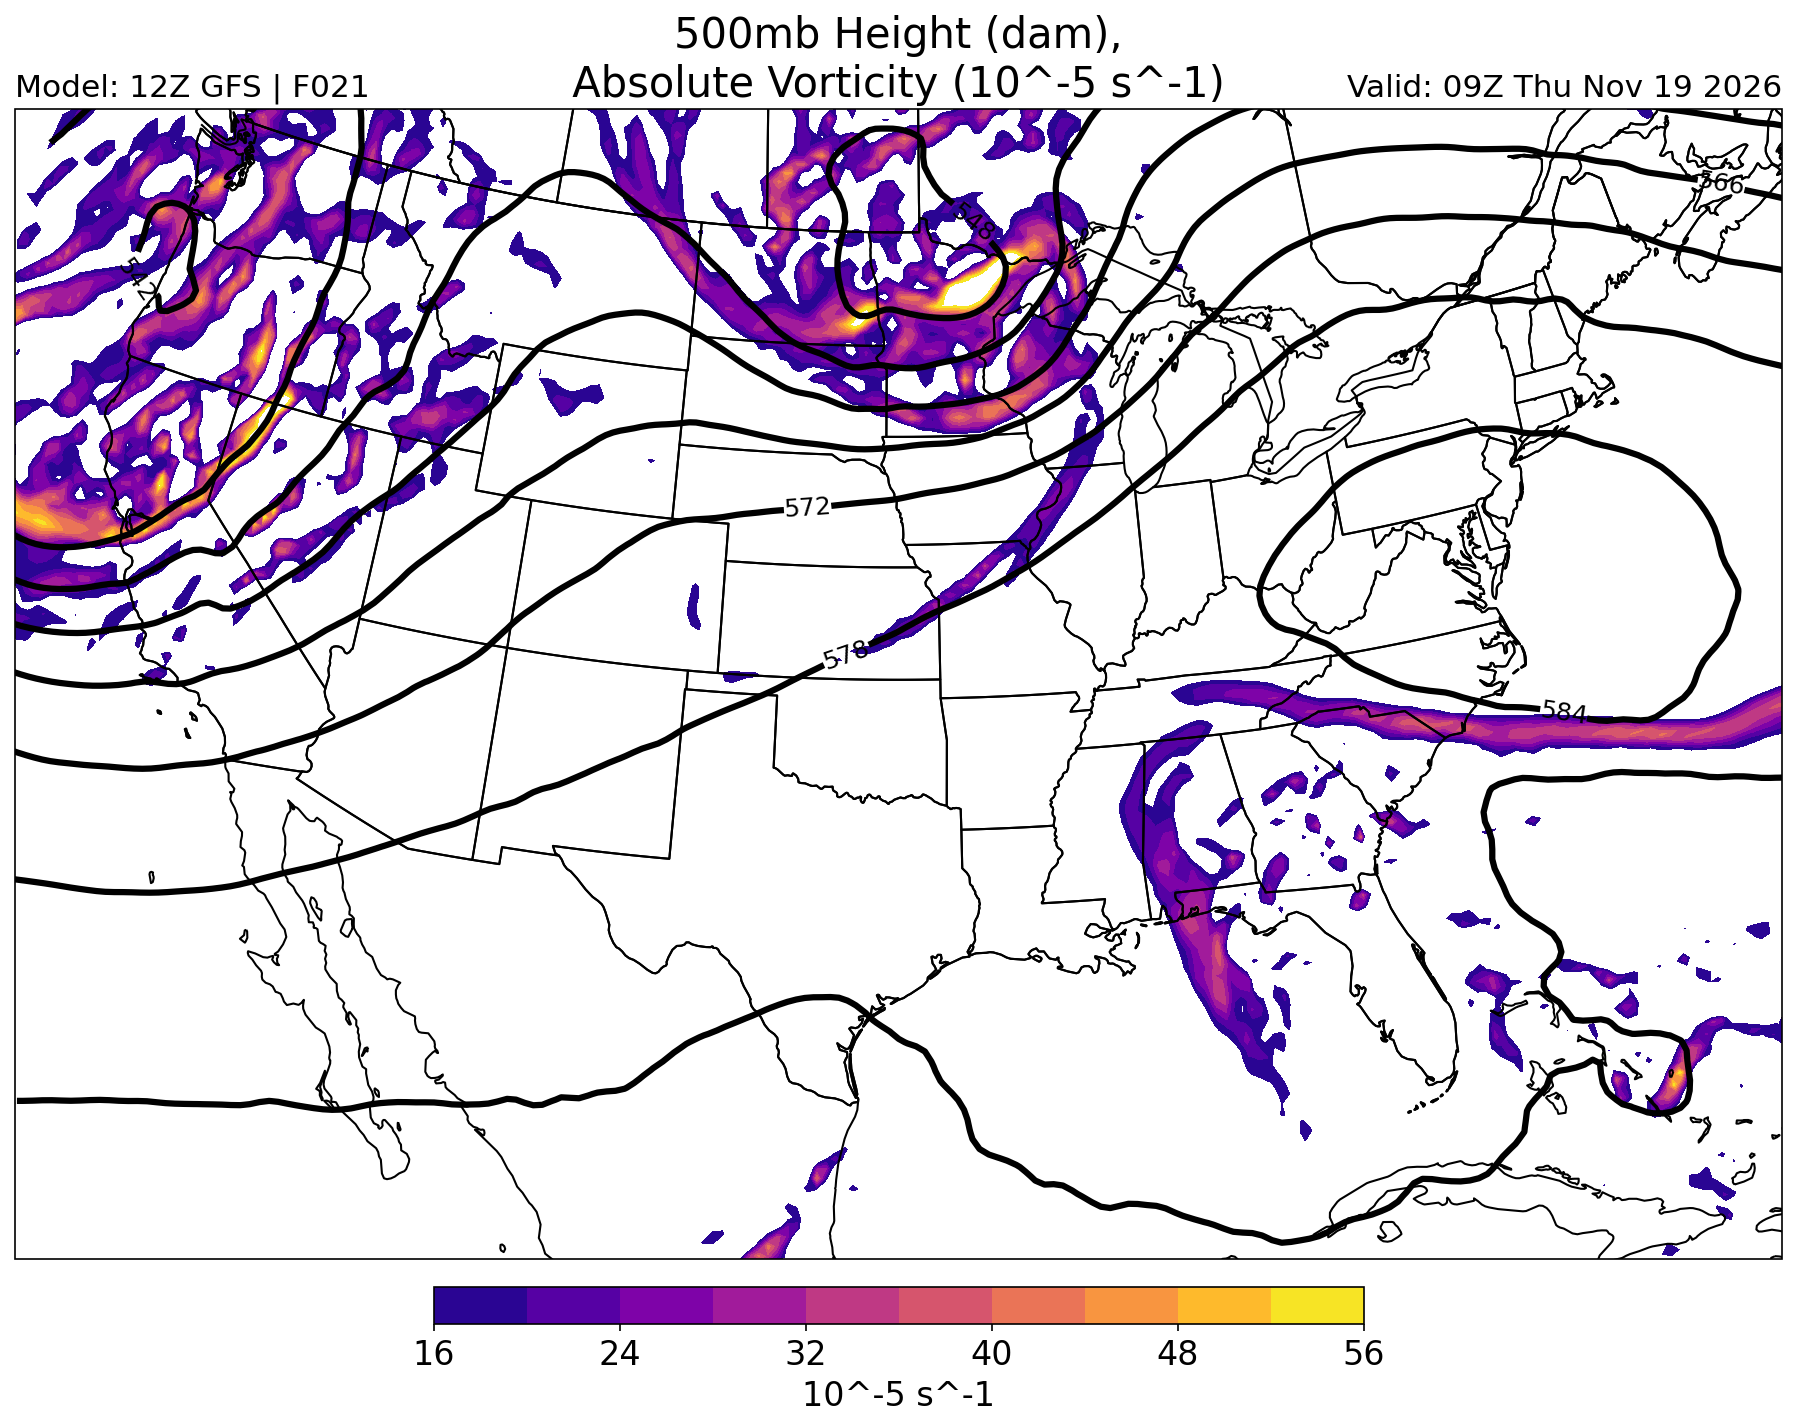 500mb Height (dam),
Model: 12Z GFS | F021
Absolute Vorticity (10^-5 s^-1)
Valid: 09Z Thu Nov 19 2026
566
548
542
572
578
584
16 24 32 40 48 56
10^-5 s^-1